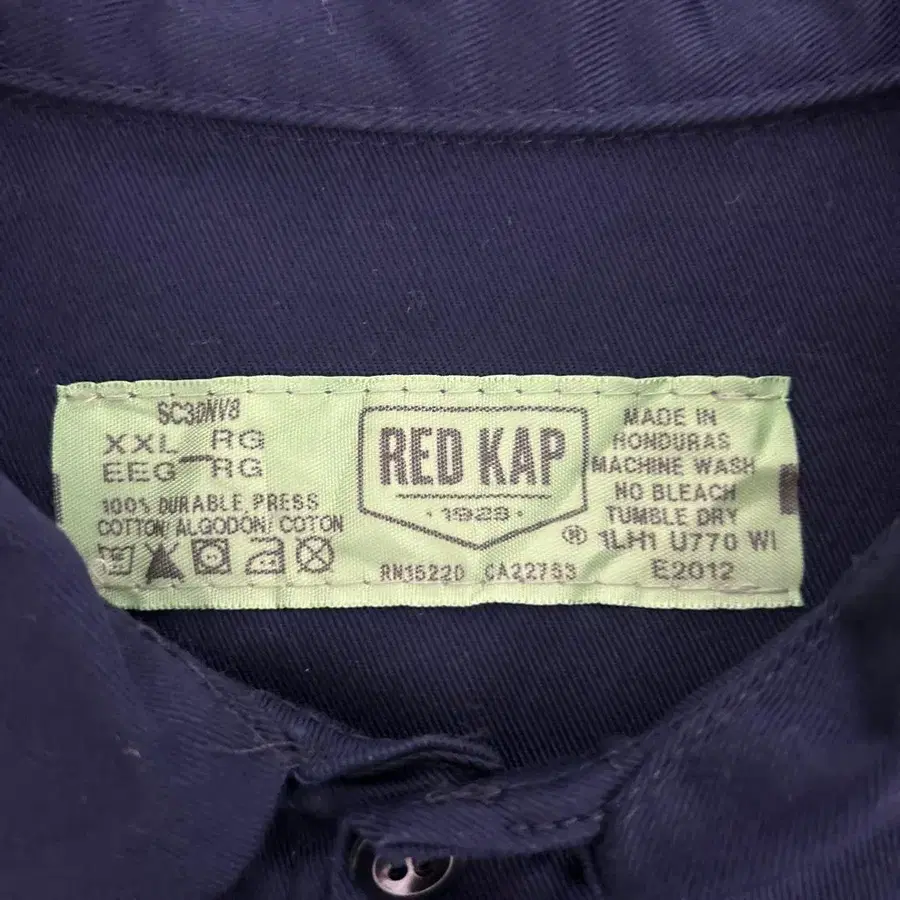 SC30NV8
XXL RG
EEG RG
100% DURABLE PRESS
COTTON/ALGODON/COTON
RED KAP
·1923·
®
RN15220 CA22753
MADE IN
HONDURAS
MACHINE WASH
NO BLEACH
TUMBLE DRY
1LH1 U770 WI
E2012